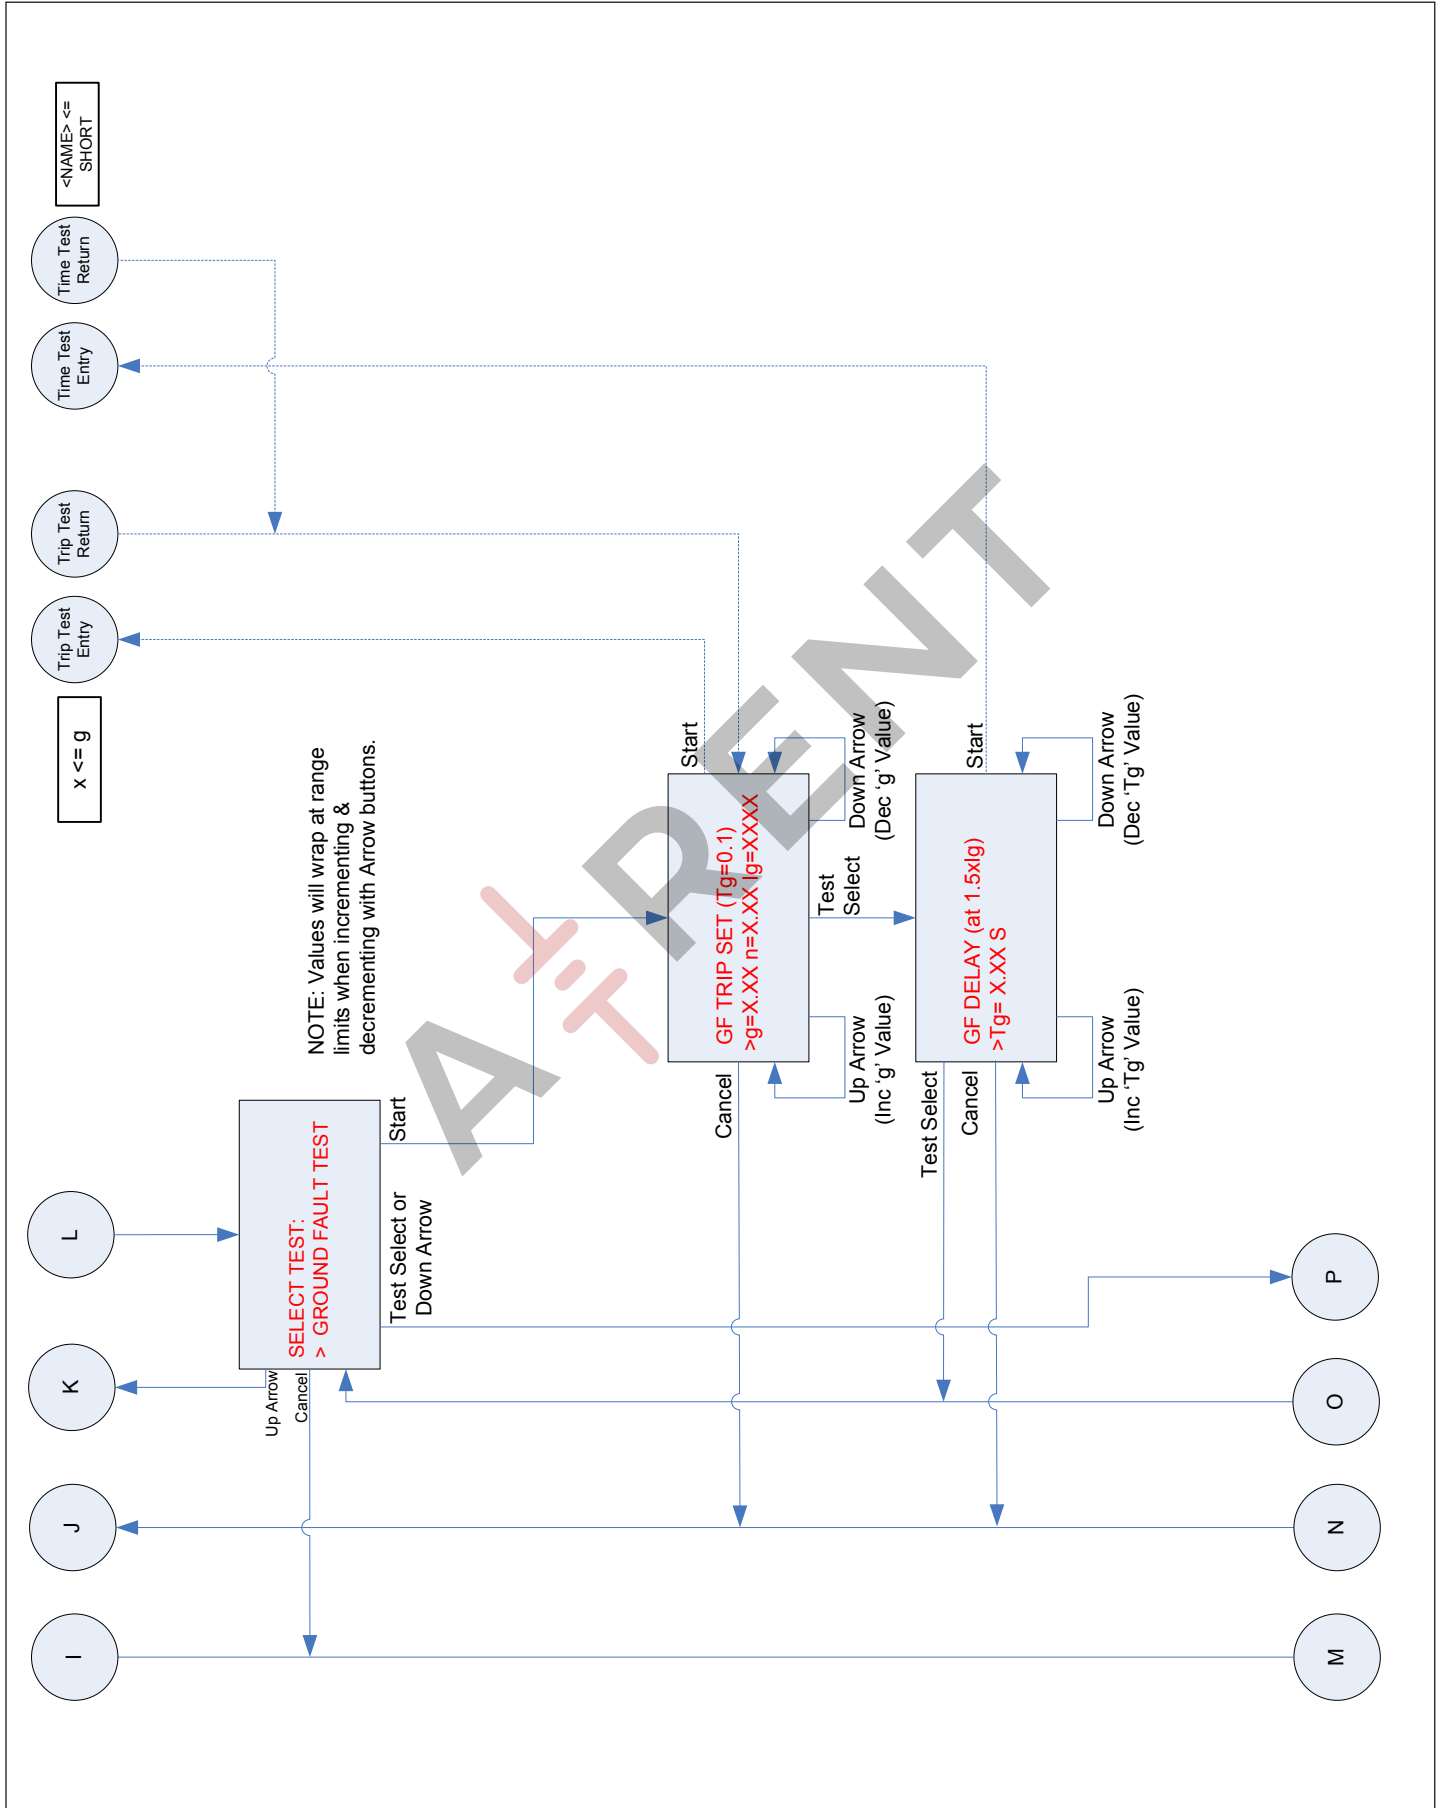 I
J
K
L
M
N
O
P
Up Arrow
Cancel
SELECT TEST:
> GROUND FAULT TEST
Test Select or
Down Arrow
Start
NOTE: Values will wrap at range
limits when incrementing &
decrementing with Arrow buttons.
x <= g
Trip Test
Entry
Trip Test
Return
Time Test
Entry
Time Test
Return
<NAME> <=
SHORT
Cancel
GF TRIP SET (Tg=0.1)
>g=X.XX n=X.XX Ig=XXXX
Start
Up Arrow
(Inc ‘g’ Value)
Test
Select
Down Arrow
(Dec ‘g’ Value)
Test Select
Cancel
GF DELAY (at 1.5xIg)
>Tg= X.XX S
Start
Up Arrow
(Inc ‘Tg’ Value)
Down Arrow
(Dec ‘Tg’ Value)
A RENT